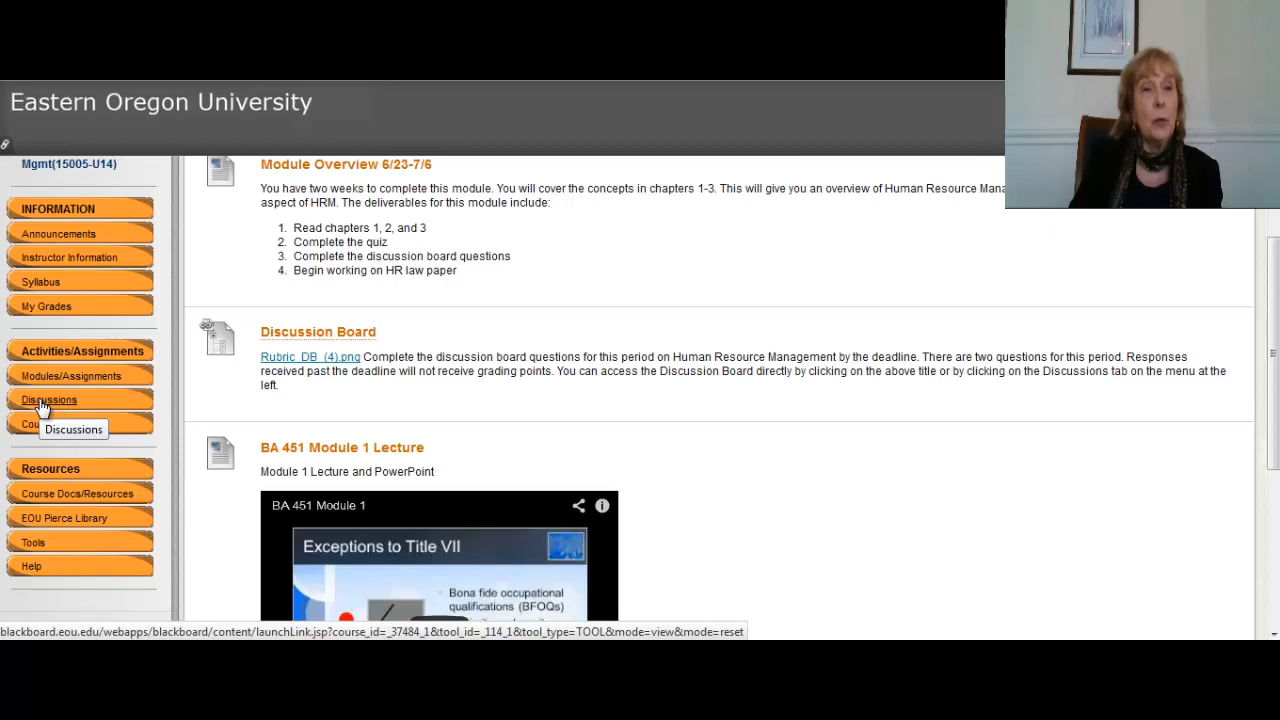 Eastern Oregon University
Mgmt(15005-U14)
INFORMATION
Announcements
Instructor Information
Syllabus
My Grades
Activities/Assignments
Modules/Assignments
Discussions
Cou
Discussions
Resources
Course Docs/Resources
EOU Pierce Library
Tools
Help
Module Overview 6/23-7/6
You have two weeks to complete this module. You will cover the concepts in chapters 1-3. This will give you an overview of Human Resource Mana
aspect of HRM. The deliverables for this module include:
1. Read chapters 1, 2, and 3
2. Complete the quiz
3. Complete the discussion board questions
4. Begin working on HR law paper
Discussion Board
Rubric_DB_(4).png Complete the discussion board questions for this period on Human Resource Management by the deadline. There are two questions for this period. Responses
received past the deadline will not receive grading points. You can access the Discussion Board directly by clicking on the above title or by clicking on the Discussions tab on the menu at the
left.
BA 451 Module 1 Lecture
Module 1 Lecture and PowerPoint
BA 451 Module 1
Exceptions to Title VII
Bona fide occupational
qualifications (BFOQs)
blackboard.eou.edu/webapps/blackboard/content/launchLink.jsp?course_id=_37484_1&tool_id=_114_1&tool_type=TOOL&mode=view&mode=reset